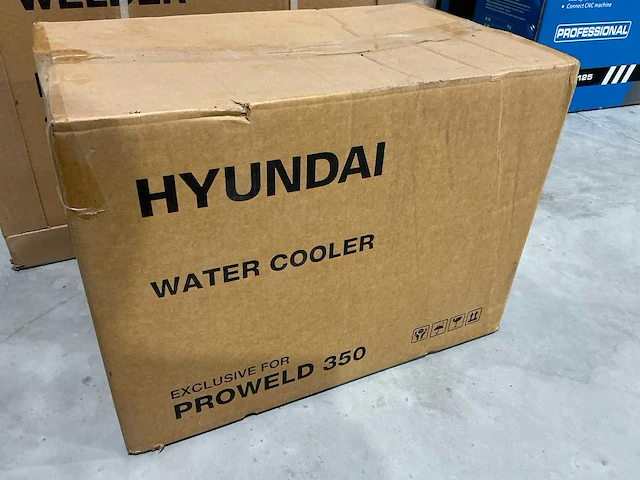 WELDER
• Connect CNC machine
PROFESSIONAL
125
HYUNDAI
WATER COOLER
EXCLUSIVE FOR
PROWELD 350